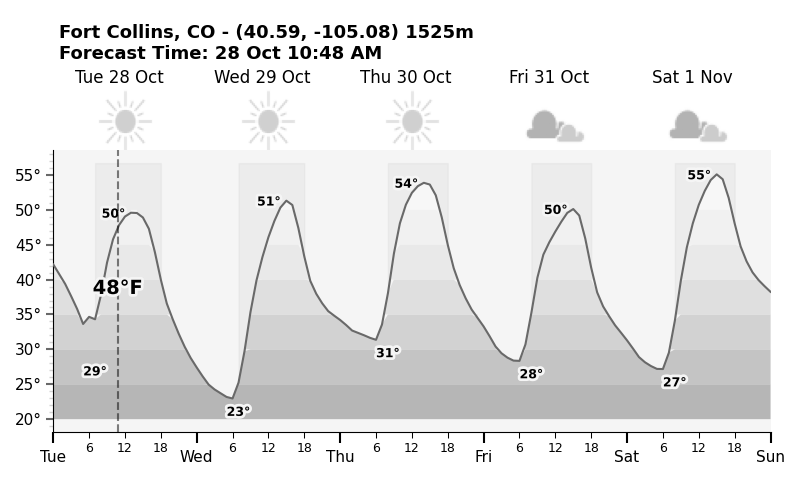 Fort Collins, CO - (40.59, -105.08) 1525m
Forecast Time: 28 Oct 10:48 AM
Tue 28 Oct Wed 29 Oct Thu 30 Oct Fri 31 Oct Sat 1 Nov
55°
54° 55°
50° 50° 51° 50°
45°
40°
48°F
35°
30° 31°
29° 28°
25° 27°
20° 23°
6 12 18 6 12 18 6 12 18 6 12 18 6 12 18
Tue Wed Thu Fri Sat Sun